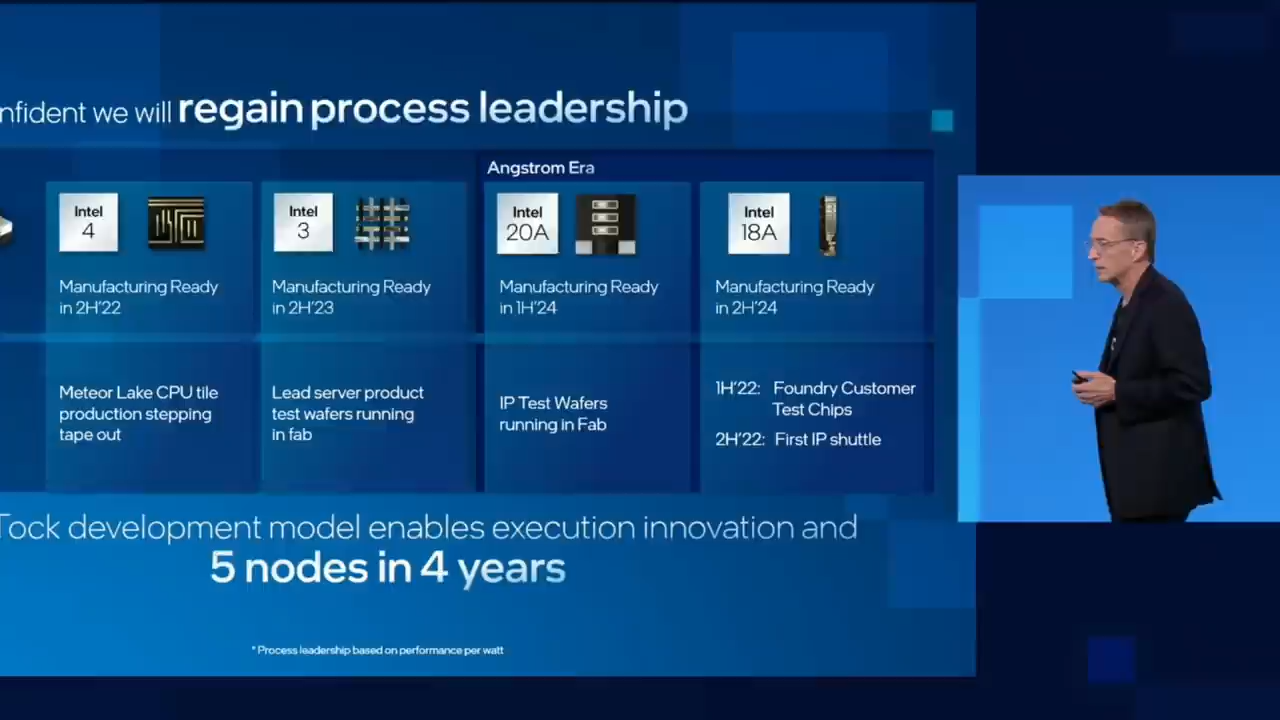 nfident we will regain process leadership
Angstrom Era
Intel
4
Manufacturing Ready
in 2H'22
Meteor Lake CPU tile
production stepping
tape out
Intel
3
Manufacturing Ready
in 2H'23
Lead server product
test wafers running
in fab
Intel
20A
Manufacturing Ready
in 1H'24
IP Test Wafers
running in Fab
Intel
18A
Manufacturing Ready
in 2H'24
1H'22: Foundry Customer
Test Chips
2H'22: First IP shuttle
Tock development model enables execution innovation and
5 nodes in 4 years
* Process leadership based on performance per watt